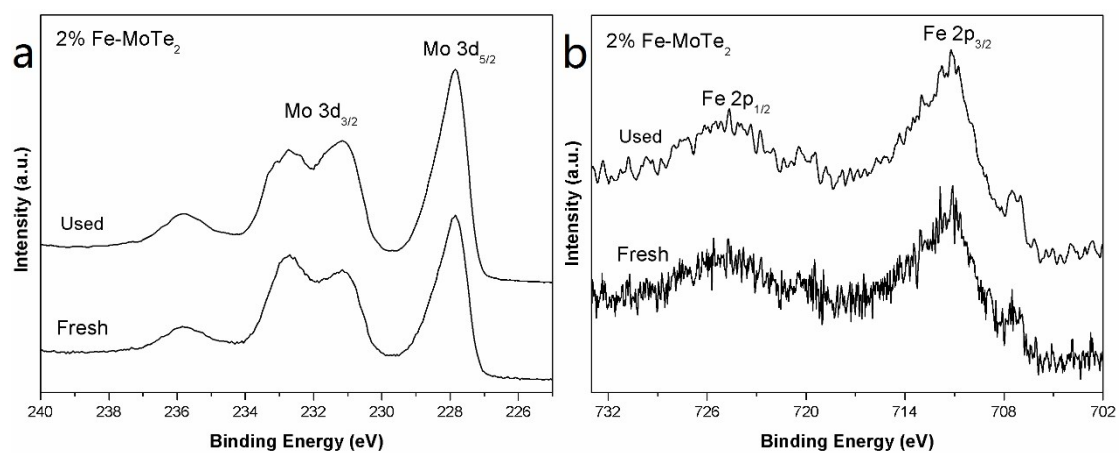 a
2% Fe-MoTe2
Mo 3d5/2
Mo 3d3/2
Used
Fresh
Intensity (a.u.)
240 238 236 234 232 230 228 226
Binding Energy (eV)
b
2% Fe-MoTe2
Fe 2p3/2
Fe 2p1/2
Used
Fresh
Intensity (a.u.)
732 726 720 714 708 702
Binding Energy (eV)